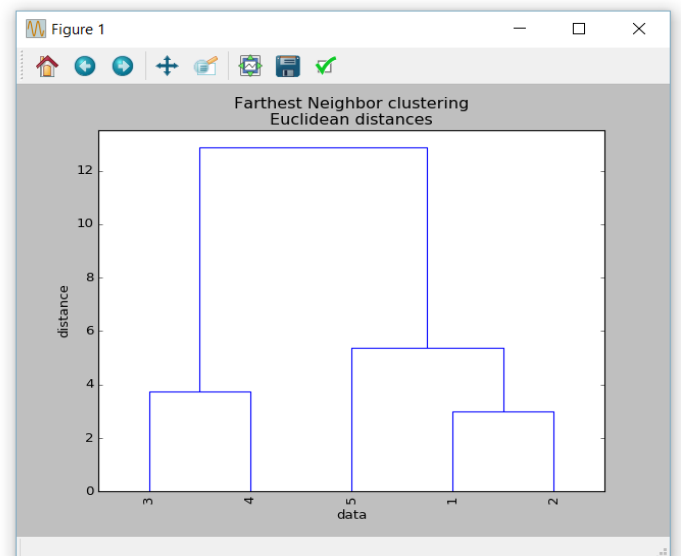 Figure 1
Farthest Neighbor clustering
Euclidean distances
12
10
8
6
4
2
0
distance
3 4 5 1 2
data